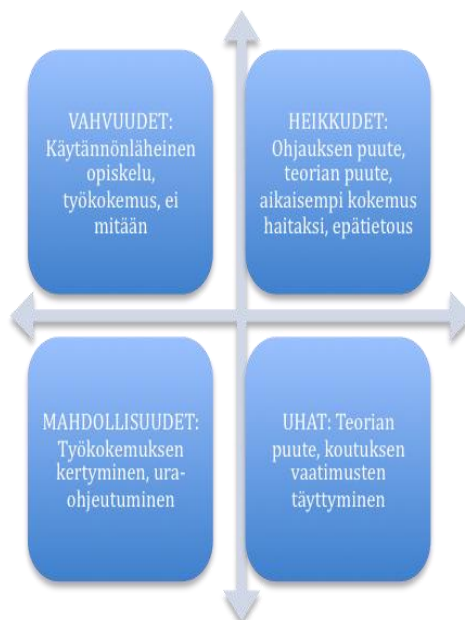 VAHVUUDET:
Käytännönläheinen
opiskelu,
työkokemus, ei
mitään
HEIKKUDET:
Ohjauksen puute,
teorian puute,
aikaisempi kokemus
haitaksi, epätietous
MAHDOLLISUUDET:
Työkokemuksen
kertyminen, ura-
ohjeutuminen
UHAT: Teorian
puute, koutuksen
vaatimusten
täyttyminen